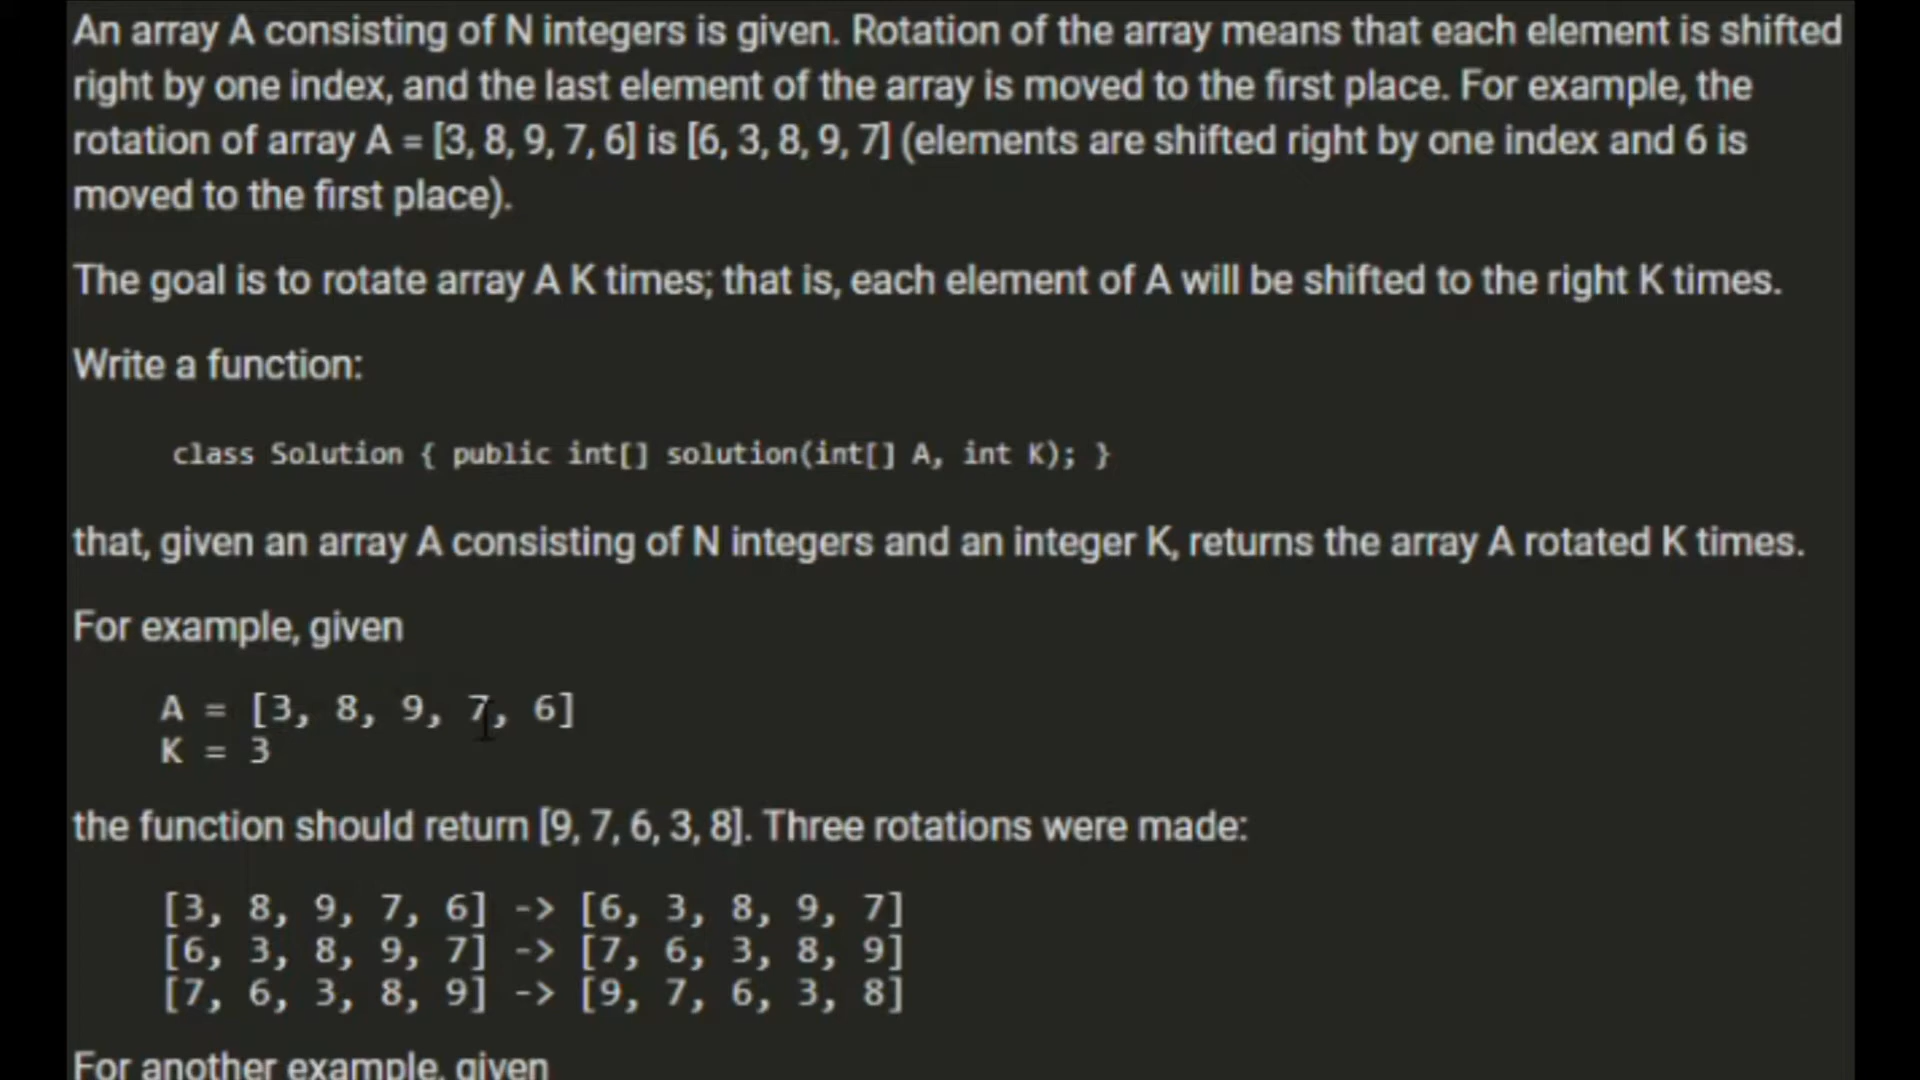 An array A consisting of N integers is given. Rotation of the array means that each element is shifted
right by one index, and the last element of the array is moved to the first place. For example, the
rotation of array A = [3, 8, 9, 7, 6] is [6, 3, 8, 9, 7] (elements are shifted right by one index and 6 is
moved to the first place).
The goal is to rotate array A K times; that is, each element of A will be shifted to the right K times.
Write a function:
class Solution { public int[] solution(int[] A, int K); }
that, given an array A consisting of N integers and an integer K, returns the array A rotated K times.
For example, given
A = [3, 8, 9, 7, 6]
K = 3
the function should return [9, 7, 6, 3, 8]. Three rotations were made:
[3, 8, 9, 7, 6] -> [6, 3, 8, 9, 7]
[6, 3, 8, 9, 7] -> [7, 6, 3, 8, 9]
[7, 6, 3, 8, 9] -> [9, 7, 6, 3, 8]
For another example, given